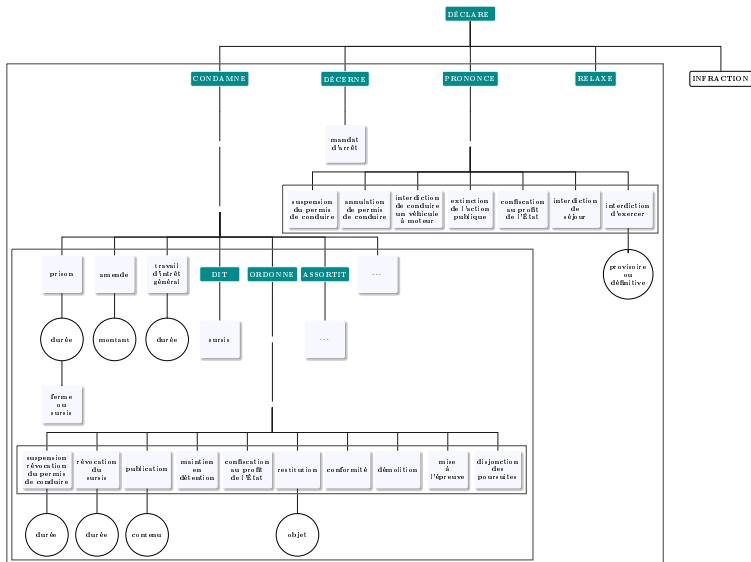 DÉCLARE
CONDAMNE
DÉCERNE
PRONONCE
RELAXE
INFRACTION
mandat
d'arrêt
suspension
du permis
de conduire
annulation
de permis
de conduire
interdiction
de conduire
un véhicule
à moteur
extinction
de l'action
publique
confiscation
au profit
de l'État
interdiction
de
séjour
interdiction
d'exercer
prison
amende
travail
d'intrêt
général
DIT
ORDONNE
ASSORTIT
...
provisoire
ou
définitive
durée
montant
durée
sursis
...
ferme
ou
sursis
suspension
révocation
du permis
de conduire
révocation
du
sursis
publication
maintien
en
détention
confiscation
au profit
de l'État
restitution
conformité
démolition
mise
à
l'épreuve
disjonction
des
poursuites
durée
durée
contenu
objet